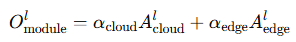 O^l_module = α_cloud A^l_cloud + α_edge A^l_edge